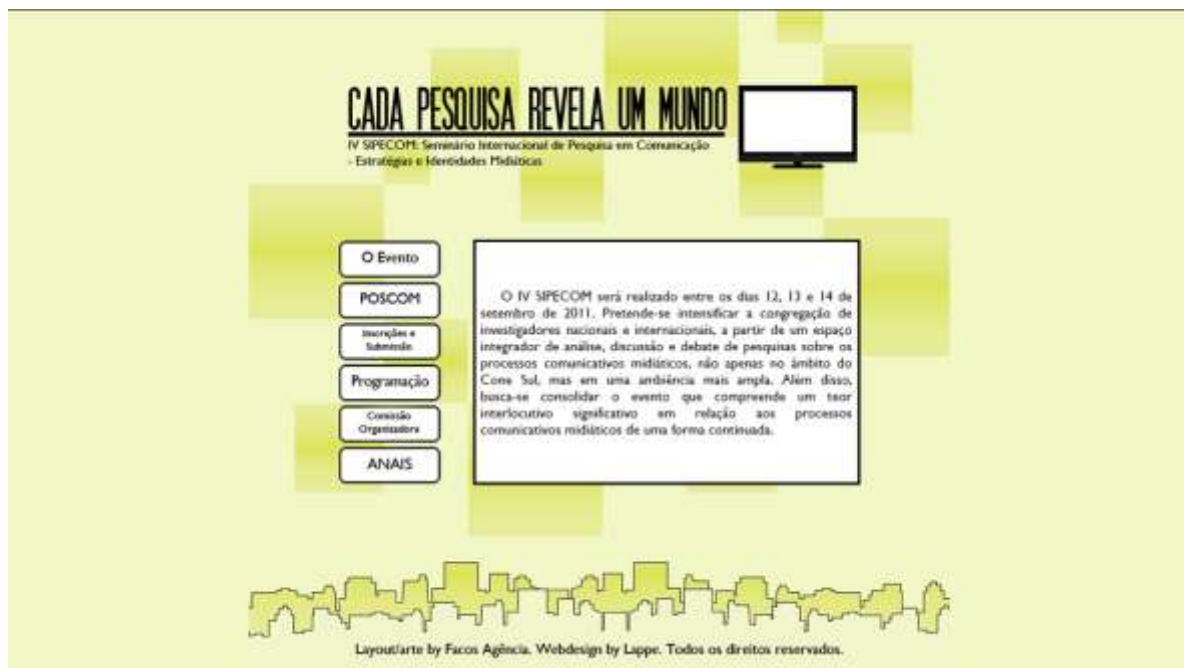 CADA PESQUISA REVELA UM MUNDO
IV SIPECOM: Seminário Internacional de Pesquisa em Comunicação
- Estratégias e Identidades Midiáticas
O Evento
POSCOM
Inscrições e
Submissão
Programação
Comissão
Organizadora
ANAIS
O IV SIPECOM será realizado entre os dias 12, 13 e 14 de
setembro de 2011. Pretende-se intensificar a congregação de
investigadores nacionais e internacionais, a partir de um espaço
integrador de análise, discussão e debate de pesquisas sobre os
processos comunicativos midiáticos, não apenas no âmbito do
Cone Sul, mas em uma ambiência mais ampla. Além disso,
busca-se consolidar o evento que compreende um teor
interlocutivo significativo em relação aos processos
comunicativos midiáticos de uma forma continuada.
Layout/arte by Facos Agência. Webdesign by Lappe. Todos os direitos reservados.